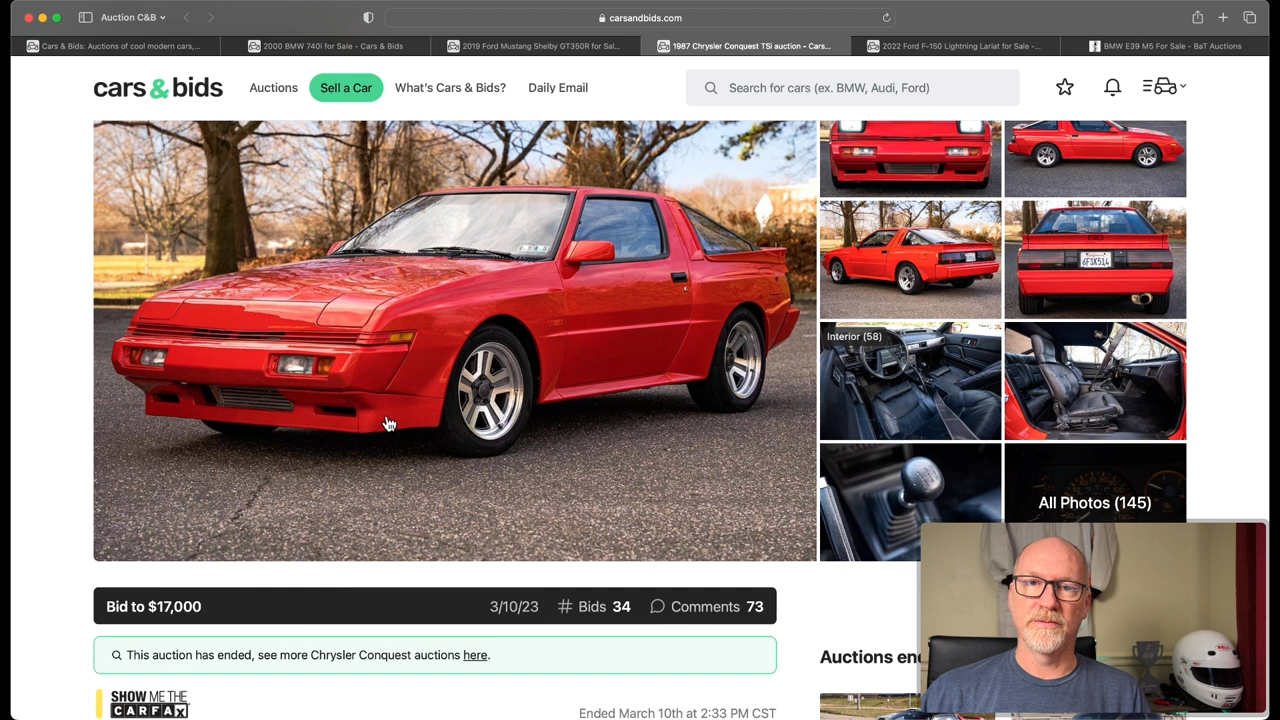 Auction C&B
carsandbids.com
Cars & Bids: Auctions of cool modern cars,...
2000 BMW 740i for Sale - Cars & Bids
2019 Ford Mustang Shelby GT350R for Sal...
1987 Chrysler Conquest TSi auction - Cars...
2022 Ford F-150 Lightning Lariat for Sale -...
BMW E39 M5 For Sale - BaT Auctions
cars & bids
Auctions
Sell a Car
What's Cars & Bids?
Daily Email
Search for cars (ex. BMW, Audi, Ford)
6FSK514
Interior (58)
All Photos (145)
Bid to $17,000
3/10/23
# Bids 34
Comments 73
This auction has ended, see more Chrysler Conquest auctions here.
Auctions en
SHOW ME THE
CARFAX
Ended March 10th at 2:33 PM CST
BELL